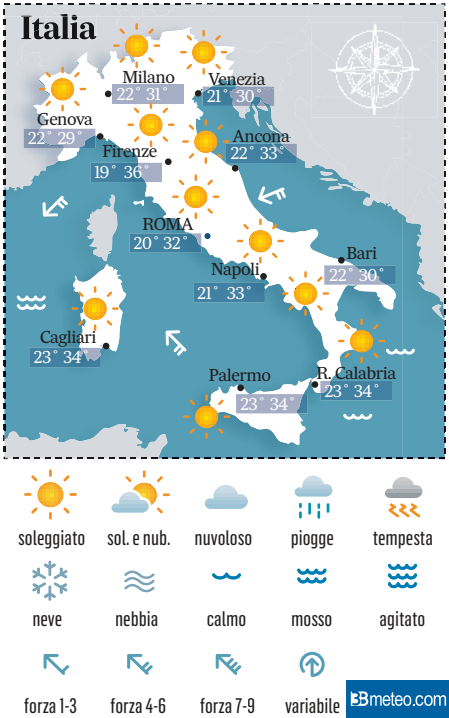 Italia
Milano
22° 31°
Venezia
21° 30°
Genova
22° 29°
Ancona
22° 33°
Firenze
19° 36°
ROMA
20° 32°
Bari
22° 30°
Napoli
21° 33°
Cagliari
23° 34°
Palermo
23° 34°
R. Calabria
23° 34°
soleggiato sol. e nub. nuvoloso piogge tempesta
neve nebbia calmo mosso agitato
forza 1-3 forza 4-6 forza 7-9 variabile
3Bmeteo.com